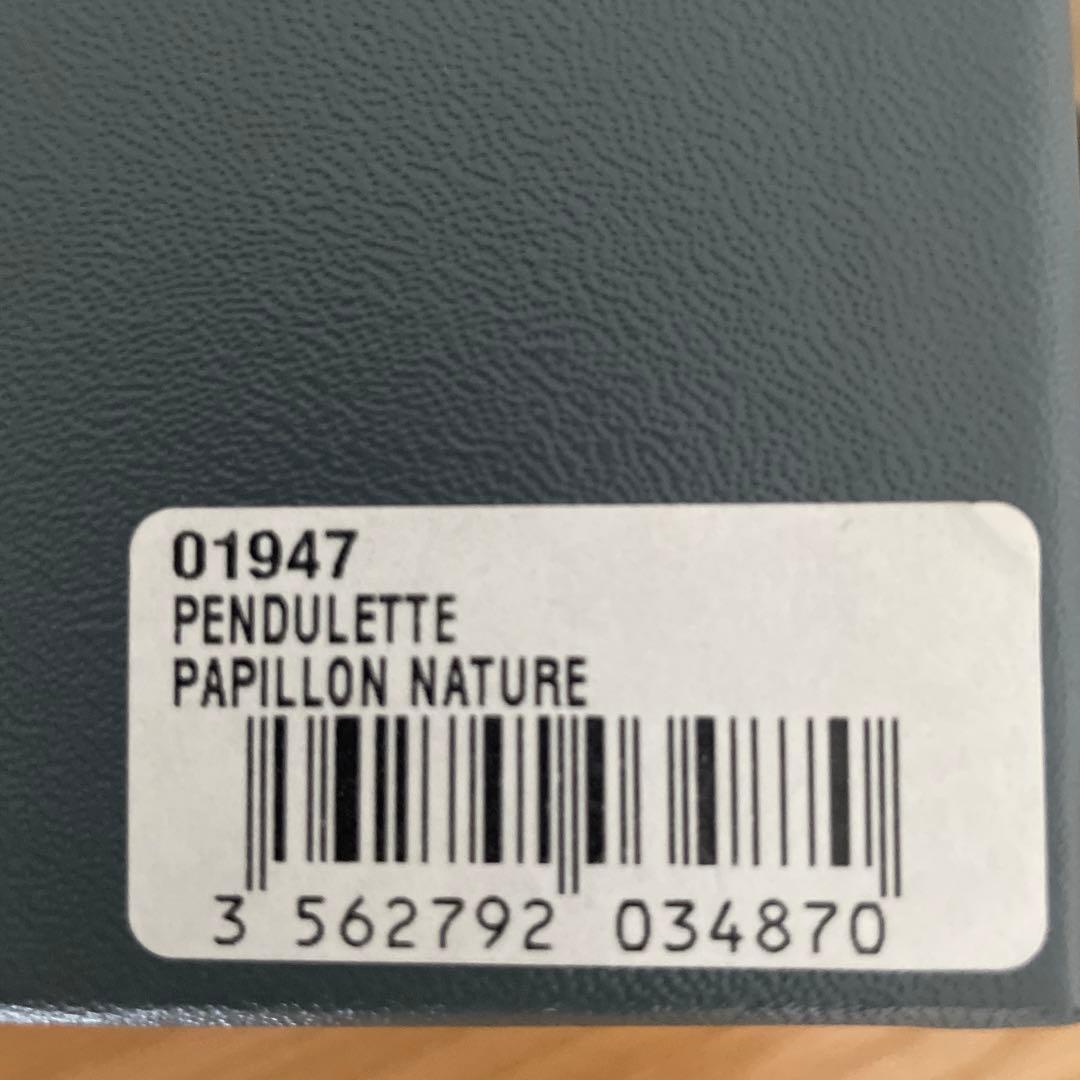 01947
PENDULETTE
PAPILLON NATURE
3 562792 034870